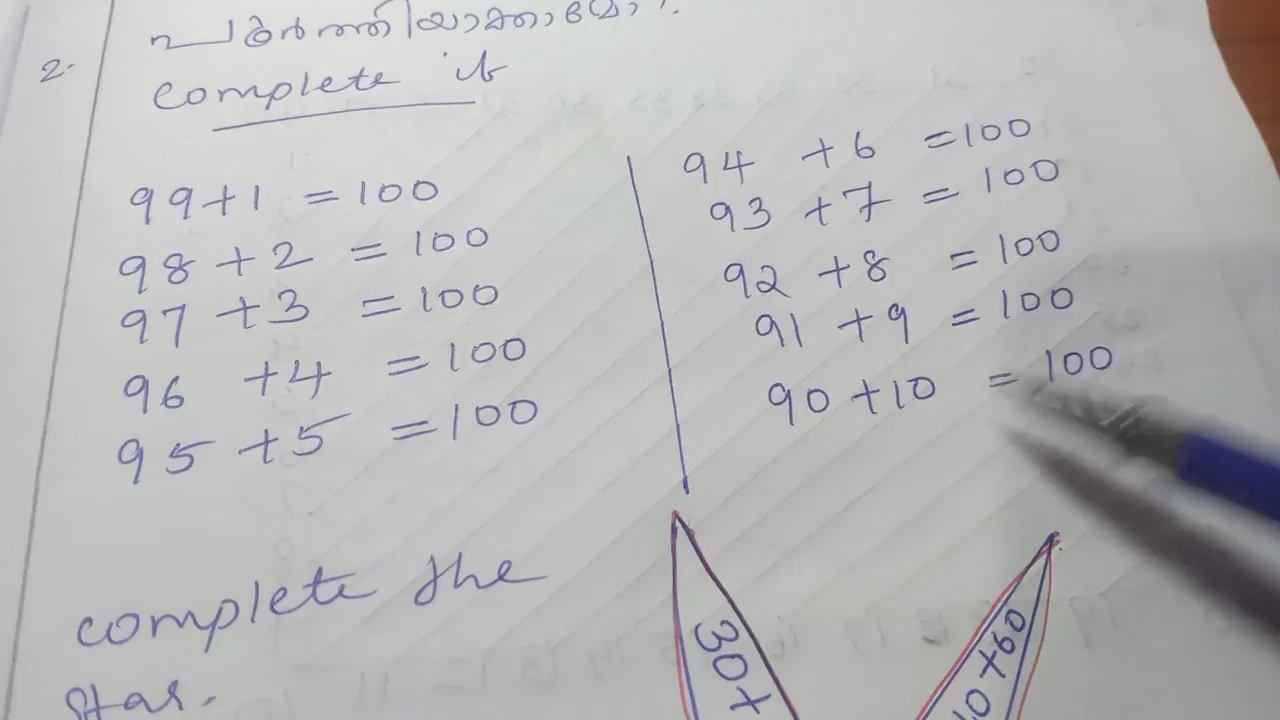 2.
complete it
99+1 =100
98+2 =100
97+3 =100
96 +4 =100
95 +5 =100
94 +6 =100
93 +7 =100
92 +8 =100
91 +9 =100
90+10 =100
complete the
star.
30+
0+60